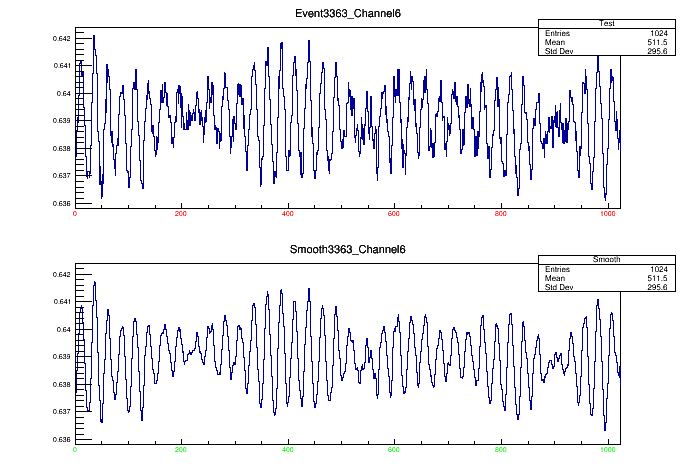 Event3363_Channel6
Test
Entries 1024
Mean 511.5
Std Dev 295.6
0.642
0.641
0.64
0.639
0.638
0.637
0.636
0 200 400 600 800 1000
Smooth3363_Channel6
Smooth
Entries 1024
Mean 511.5
Std Dev 295.6
0.642
0.641
0.64
0.639
0.638
0.637
0.636
0 200 400 600 800 1000